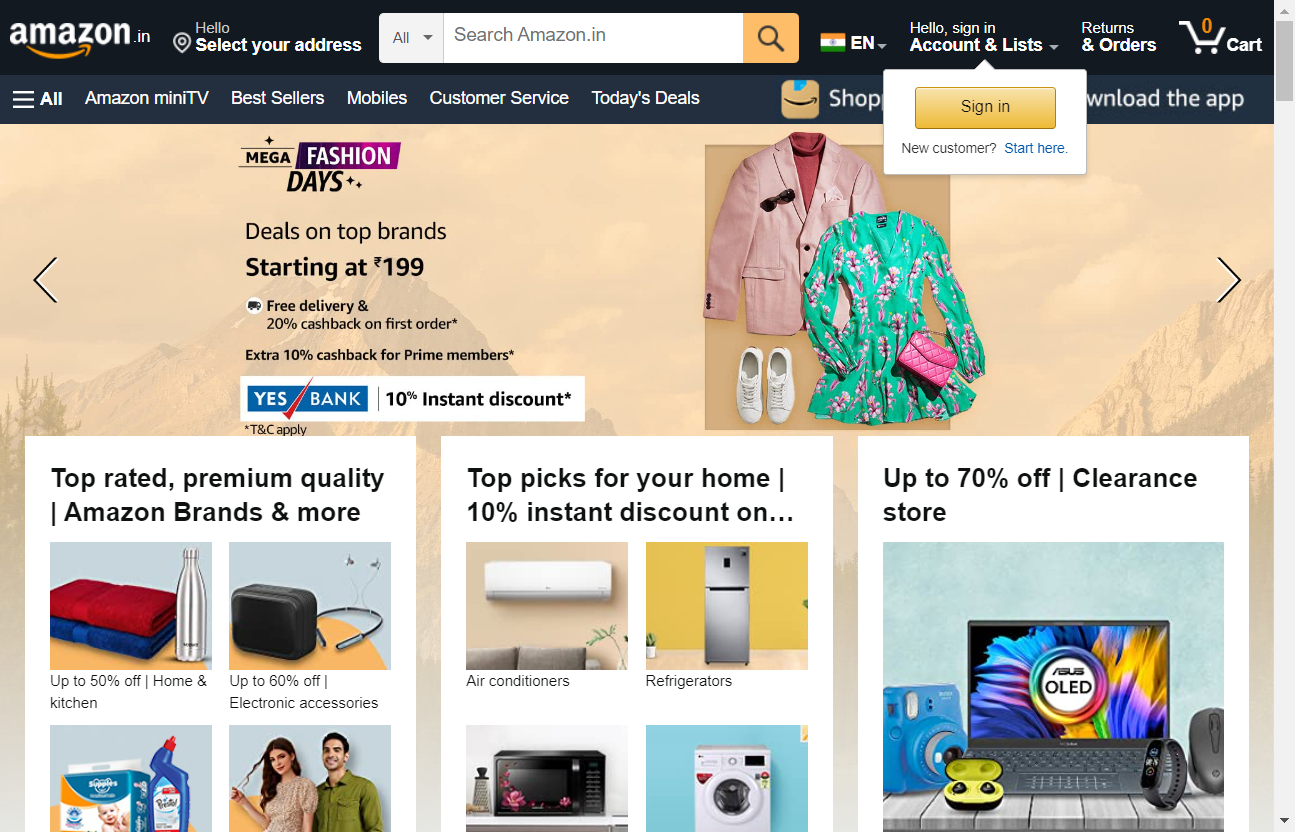 amazon.in
Hello
Select your address
All
Search Amazon.in
EN
Hello, sign in
Account & Lists
Returns
& Orders
0
Cart
All
Amazon miniTV
Best Sellers
Mobiles
Customer Service
Today's Deals
Shop
wnload the app
Sign in
New customer? Start here.
MEGA FASHION
DAYS
Deals on top brands
Starting at ₹199
Free delivery &
20% cashback on first order*
Extra 10% cashback for Prime members*
YES BANK | 10% Instant discount*
*T&C apply
Top rated, premium quality
| Amazon Brands & more
Up to 50% off | Home &
kitchen
Up to 60% off |
Electronic accessories
Top picks for your home |
10% instant discount on…
Air conditioners
Refrigerators
Up to 70% off | Clearance
store
ASUS
OLED
hp